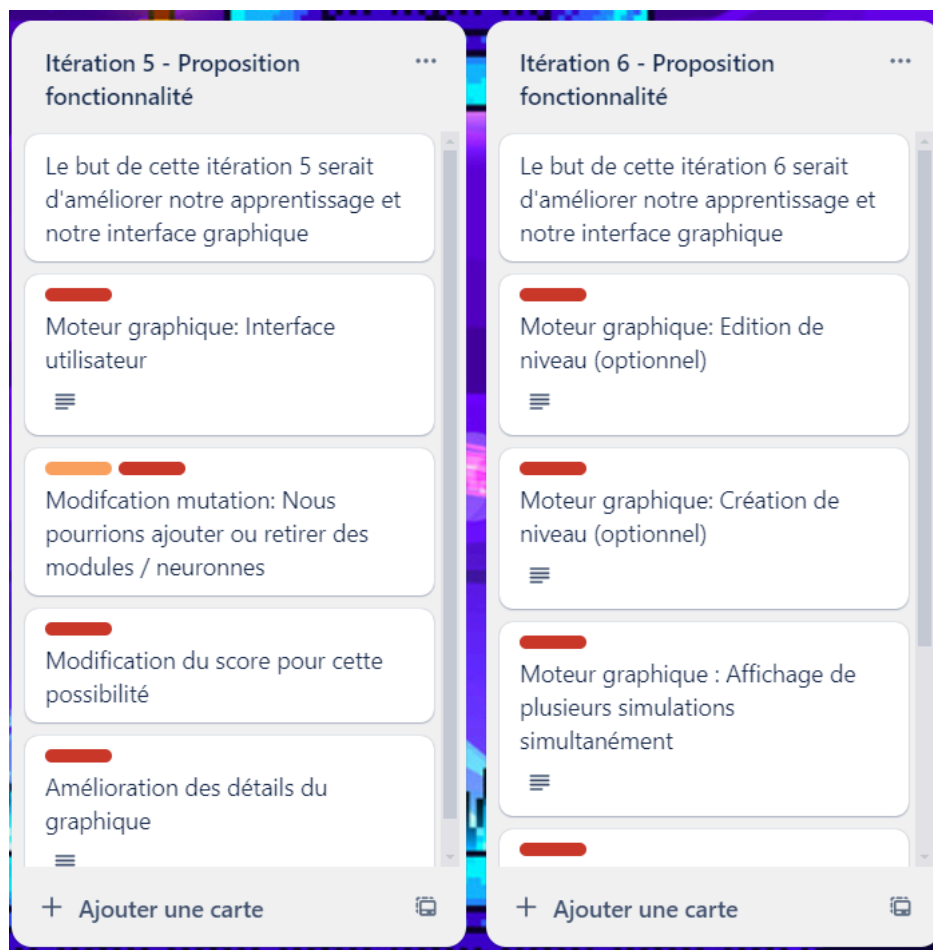 Itération 5 - Proposition
fonctionnalité
Le but de cette itération 5 serait
d'améliorer notre apprentissage et
notre interface graphique
Moteur graphique: Interface
utilisateur
Modifcation mutation: Nous
pourrions ajouter ou retirer des
modules / neuronnes
Modification du score pour cette
possibilité
Amélioration des détails du
graphique
+ Ajouter une carte
Itération 6 - Proposition
fonctionnalité
Le but de cette itération 6 serait
d'améliorer notre apprentissage et
notre interface graphique
Moteur graphique: Edition de
niveau (optionnel)
Moteur graphique: Création de
niveau (optionnel)
Moteur graphique : Affichage de
plusieurs simulations
simultanément
+ Ajouter une carte